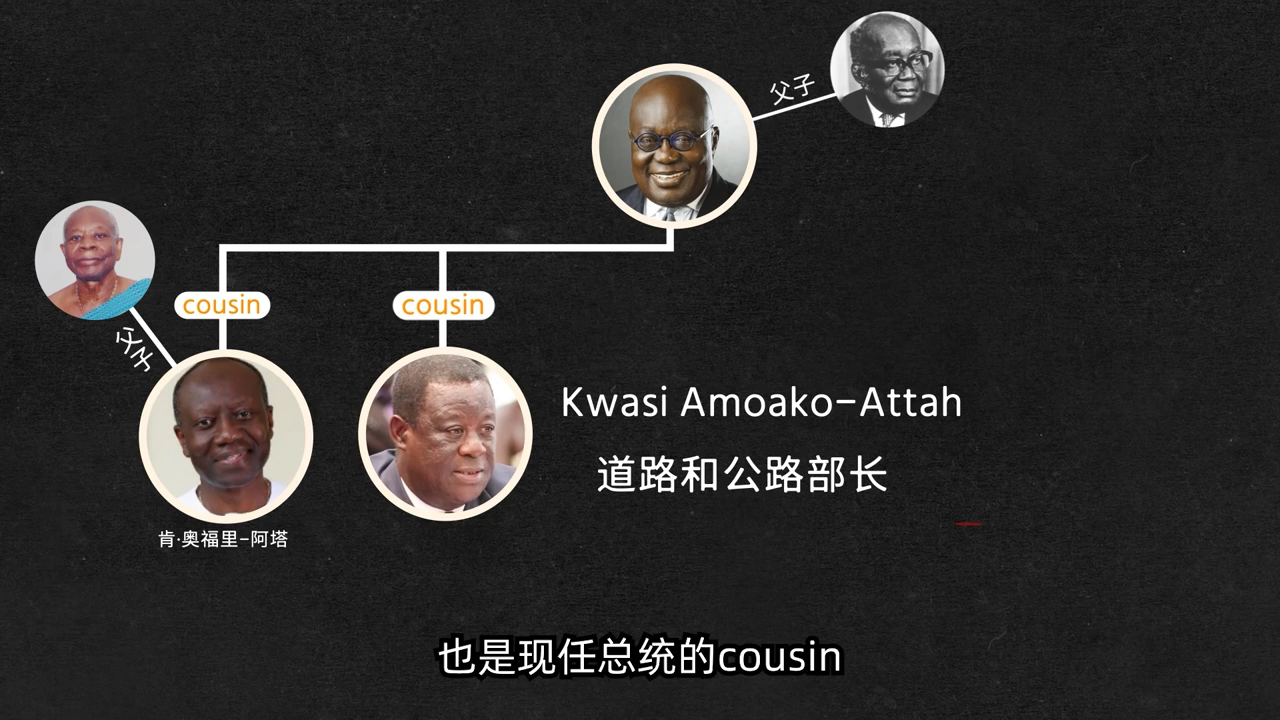 父子
cousin
cousin
父子
Kwasi Amoako-Attah
道路和公路部长
肯·奥福里-阿塔
也是现任总统的cousin